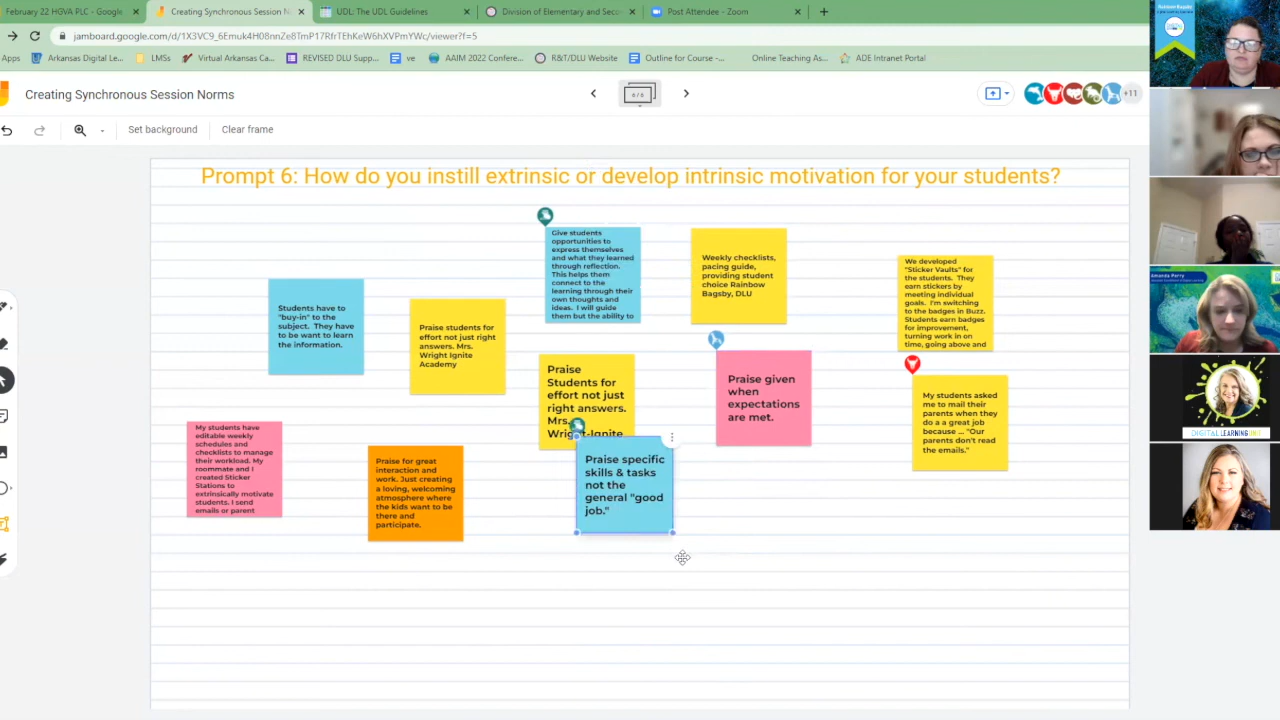 February 22 HGVA PLC - Google
Creating Synchronous Session N
UDL: The UDL Guidelines
Division of Elementary and Seco
Post Attendee - Zoom
jamboard.google.com/d/1X3VC9_6Emuk4H08nnZe8TmP17RfrTEhKeW6hXVPmYWc/viewer?f=5
Apps
Arkansas Digital Le...
LMSs
Virtual Arkansas Ca...
REVISED DLU Supp...
ve
AAIM 2022 Confere...
R&T/DLU Website
Outline for Course -...
Online Teaching As...
ADE Intranet Portal
Creating Synchronous Session Norms
6 / 6
+11
Set background
Clear frame
Prompt 6: How do you instill extrinsic or develop intrinsic motivation for your students?
Give students
opportunities to
express themselves
and what they learned
through reflection.
This helps them
connect to the
learning through their
own thoughts and
ideas. I will guide
them but the ability to
Weekly checklists,
pacing guide,
providing student
choice Rainbow
Bagsby, DLU
We developed
"Sticker Vaults" for
the students. They
earn stickers by
meeting individual
goals. I'm switching
to the badges in Buzz.
Students earn badges
for improvement,
turning work in on
time, going above and
Students have to
"buy-in" to the
subject. They have
to be want to learn
the information.
Praise students for
effort not just right
answers. Mrs.
Wright Ignite
Academy
Praise
Students for
effort not just
right answers.
Mrs.
Wright-Ignite
Praise given
when
expectations
are met.
My students asked
me to mail their
parents when they
do a a great job
because ... "Our
parents don't read
the emails."
My students have
editable weekly
schedules and
checklists to manage
their workload. My
roommate and I
created Sticker
Stations to
extrinsically motivate
students. I send
emails or parent
Praise for great
interaction and
work. Just creating
a loving, welcoming
atmosphere where
the kids want to be
there and
participate.
Praise specific
skills & tasks
not the
general "good
job."
Rainbow Bagsby
Amanda Perry
DIGITAL LEARNING